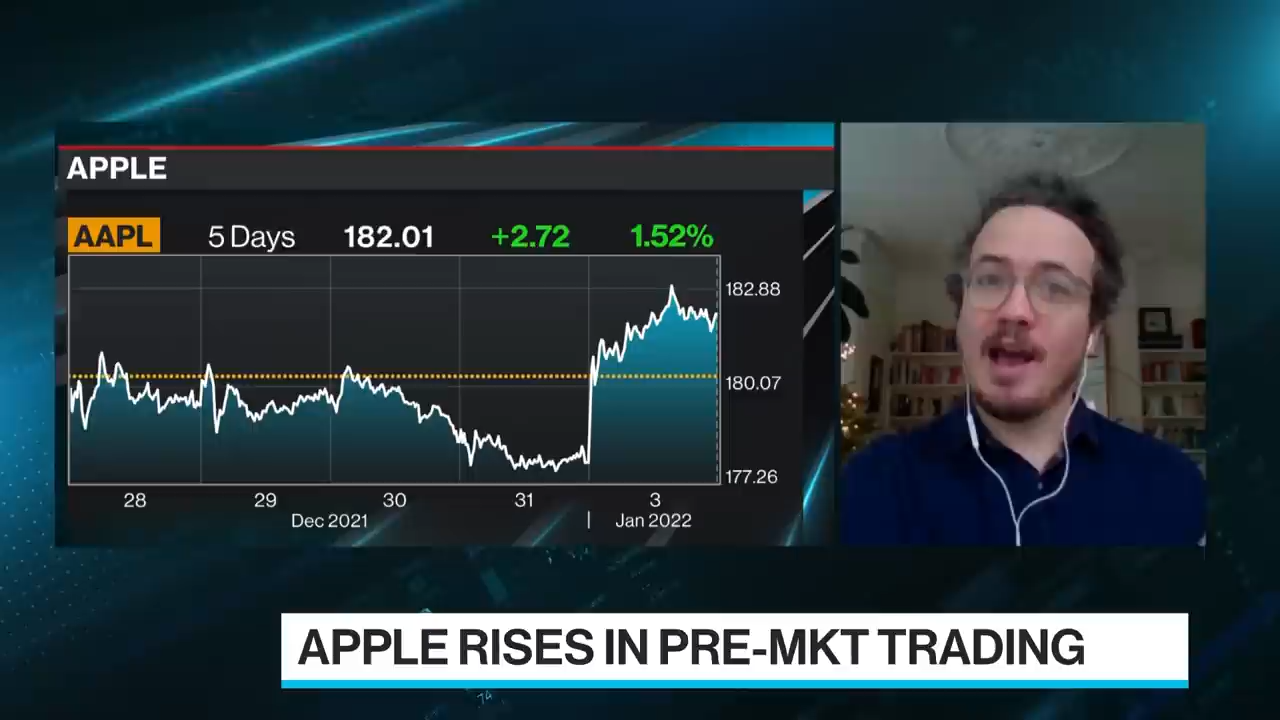 APPLE
AAPL 5 Days 182.01 +2.72 1.52%
182.88
180.07
177.26
28 29 30 31 3
Dec 2021 | Jan 2022
APPLE RISES IN PRE-MKT TRADING